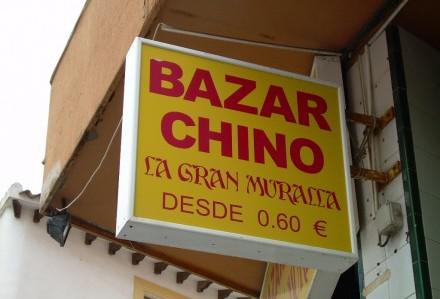 BAZAR
CHINO
LA GRAN MURALLA
DESDE 0.60 €